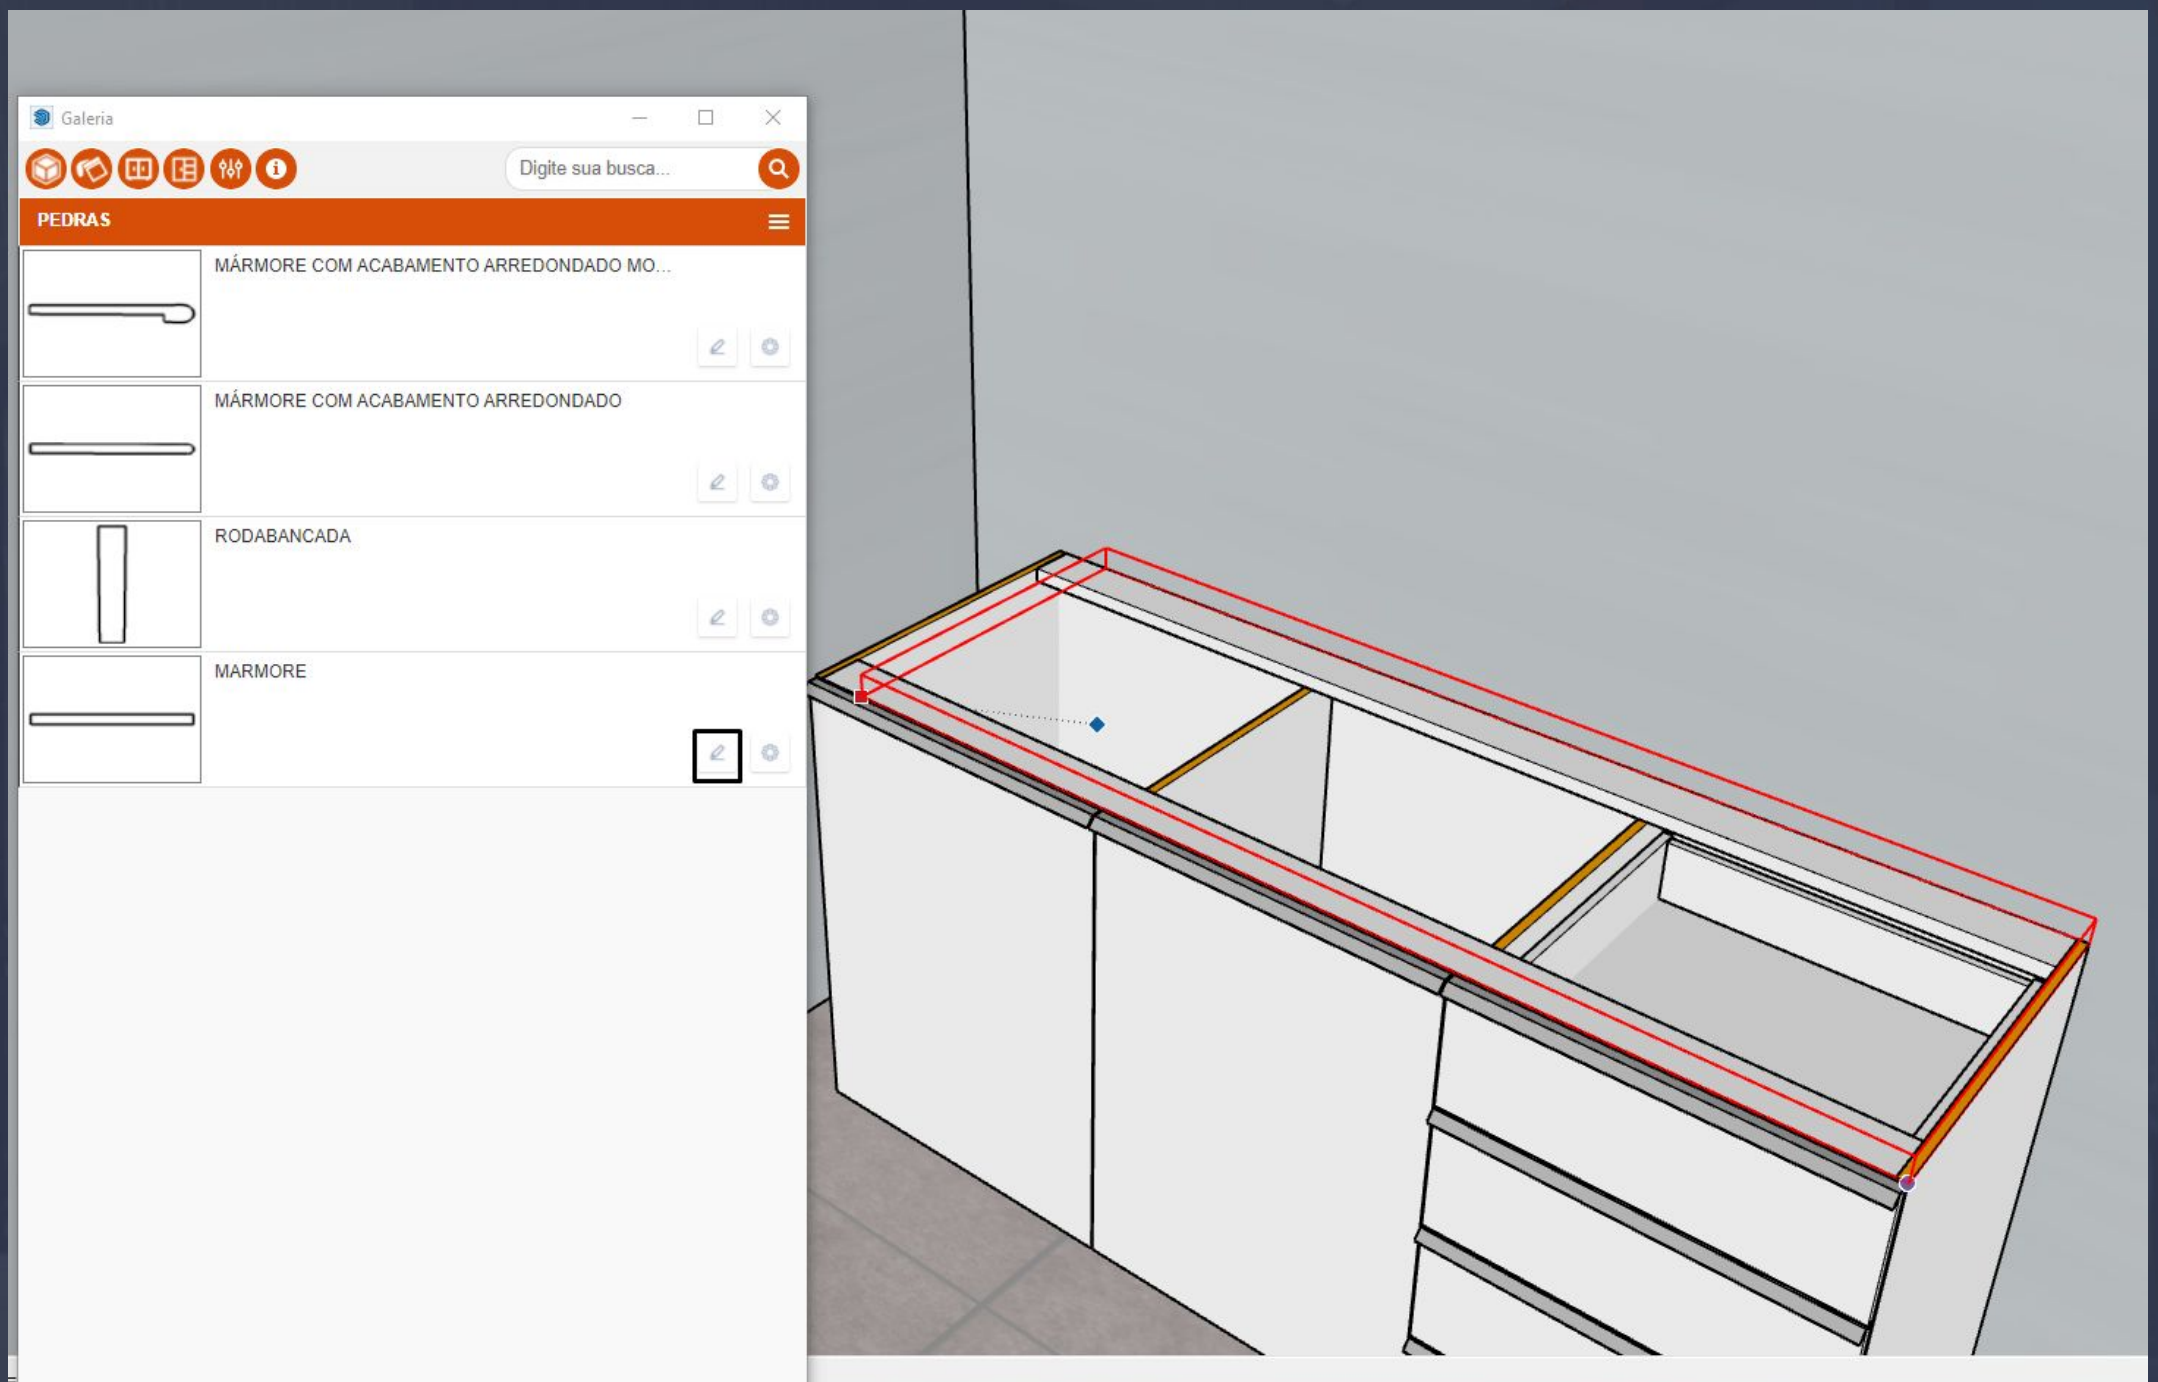 Galeria
Digite sua busca...
PEDRAS
MÁRMORE COM ACABAMENTO ARREDONDADO MO...
MÁRMORE COM ACABAMENTO ARREDONDADO
RODABANCADA
MARMORE